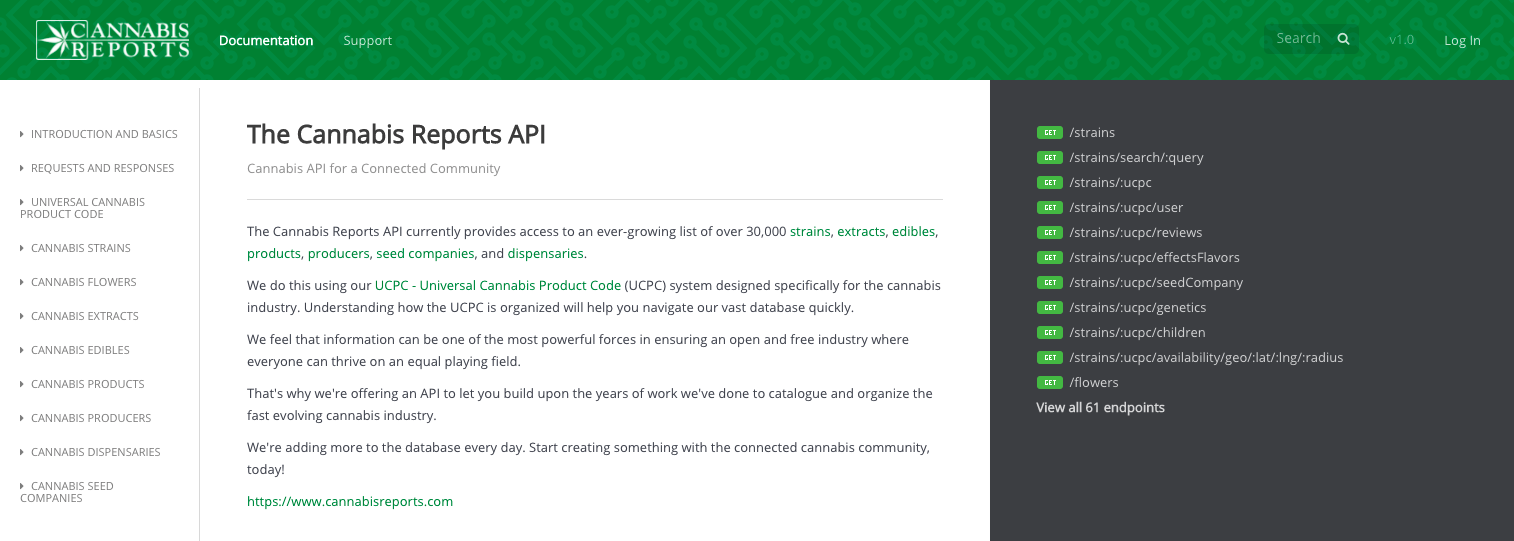 CANNABIS
REPORTS
Documentation
Support
Search
v1.0
Log In
INTRODUCTION AND BASICS
REQUESTS AND RESPONSES
UNIVERSAL CANNABIS
PRODUCT CODE
CANNABIS STRAINS
CANNABIS FLOWERS
CANNABIS EXTRACTS
CANNABIS EDIBLES
CANNABIS PRODUCTS
CANNABIS PRODUCERS
CANNABIS DISPENSARIES
CANNABIS SEED
COMPANIES
The Cannabis Reports API
Cannabis API for a Connected Community
The Cannabis Reports API currently provides access to an ever-growing list of over 30,000 strains, extracts, edibles,
products, producers, seed companies, and dispensaries.
We do this using our UCPC - Universal Cannabis Product Code (UCPC) system designed specifically for the cannabis
industry. Understanding how the UCPC is organized will help you navigate our vast database quickly.
We feel that information can be one of the most powerful forces in ensuring an open and free industry where
everyone can thrive on an equal playing field.
That's why we're offering an API to let you build upon the years of work we've done to catalogue and organize the
fast evolving cannabis industry.
We're adding more to the database every day. Start creating something with the connected cannabis community,
today!
https://www.cannabisreports.com
GET /strains
GET /strains/search/:query
GET /strains/:ucpc
GET /strains/:ucpc/user
GET /strains/:ucpc/reviews
GET /strains/:ucpc/effectsFlavors
GET /strains/:ucpc/seedCompany
GET /strains/:ucpc/genetics
GET /strains/:ucpc/children
GET /strains/:ucpc/availability/geo/:lat/:lng/:radius
GET /flowers
View all 61 endpoints